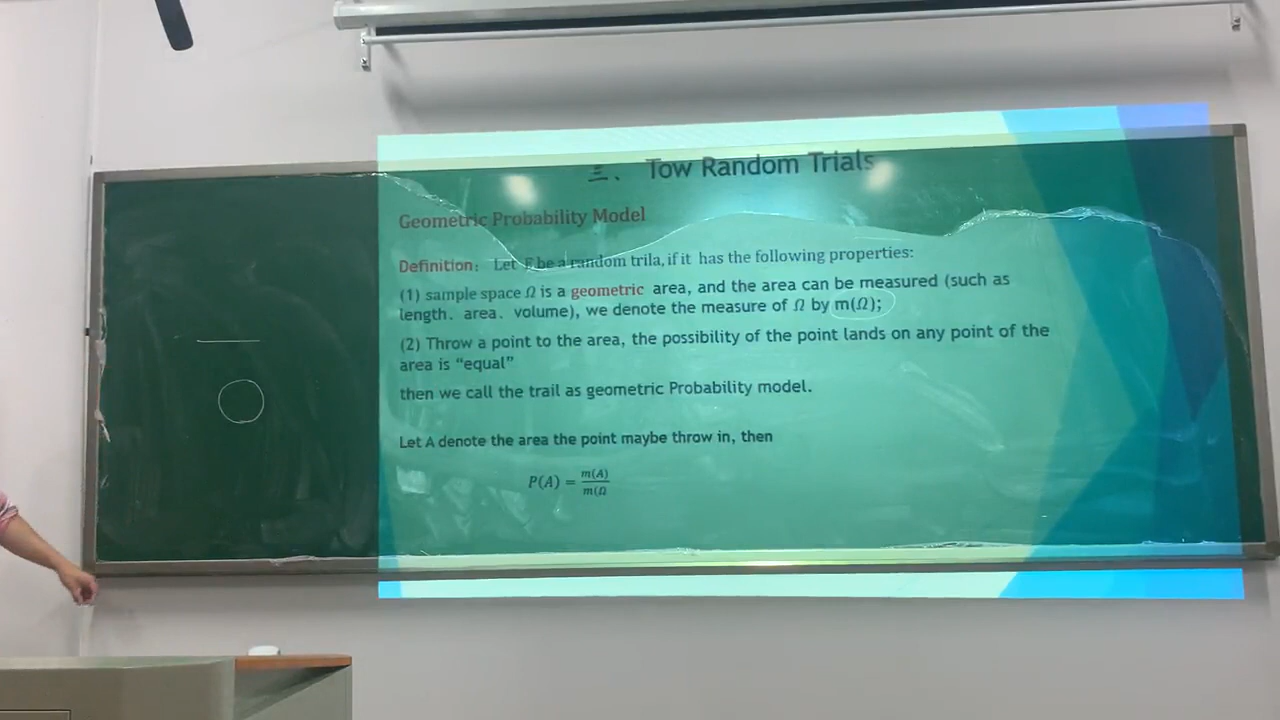 三、 Tow Random Trials
Geometric Probability Model
Definition: Let E be a random trila, if it has the following properties:
(1) sample space Ω is a geometric area, and the area can be measured (such as
length. area. volume), we denote the measure of Ω by m(Ω);
(2) Throw a point to the area, the possibility of the point lands on any point of the
area is “equal”
then we call the trail as geometric Probability model.
Let A denote the area the point maybe throw in, then
P(A) = m(A)/m(Ω